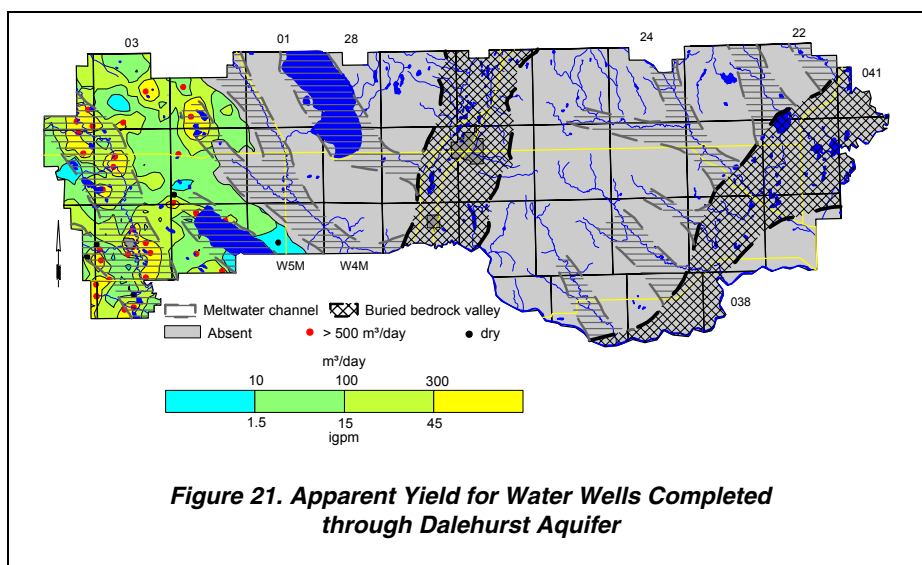 03
01
28
24
22
041
W5M
W4M
038
Meltwater channel
Buried bedrock valley
Absent
> 500 m³/day
dry
m³/day
10
100
300
1.5
15
45
igpm
Figure 21. Apparent Yield for Water Wells Completed
through Dalehurst Aquifer